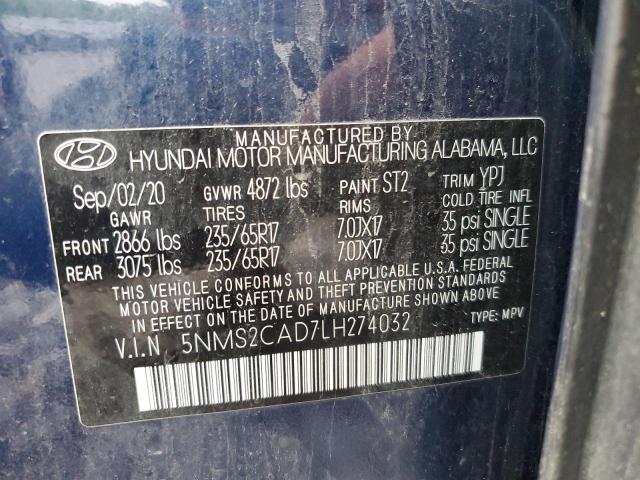 MANUFACTURED BY
HYUNDAI MOTOR MANUFACTURING ALABAMA, LLC
Sep/02/20 GVWR 4872 lbs PAINT ST2 TRIM YPJ
GAWR TIRES RIMS COLD TIRE INFL
FRONT 2866 lbs 235/65R17 7.0JX17 35 psi SINGLE
REAR 3075 lbs 235/65R17 7.0JX17 35 psi SINGLE
THIS VEHICLE CONFORMS TO ALL APPLICABLE U.S.A. FEDERAL
MOTOR VEHICLE SAFETY AND THEFT PREVENTION STANDARDS
IN EFFECT ON THE DATE OF MANUFACTURE SHOWN ABOVE
V.I.N 5NMS2CAD7LH274032 TYPE: MPV